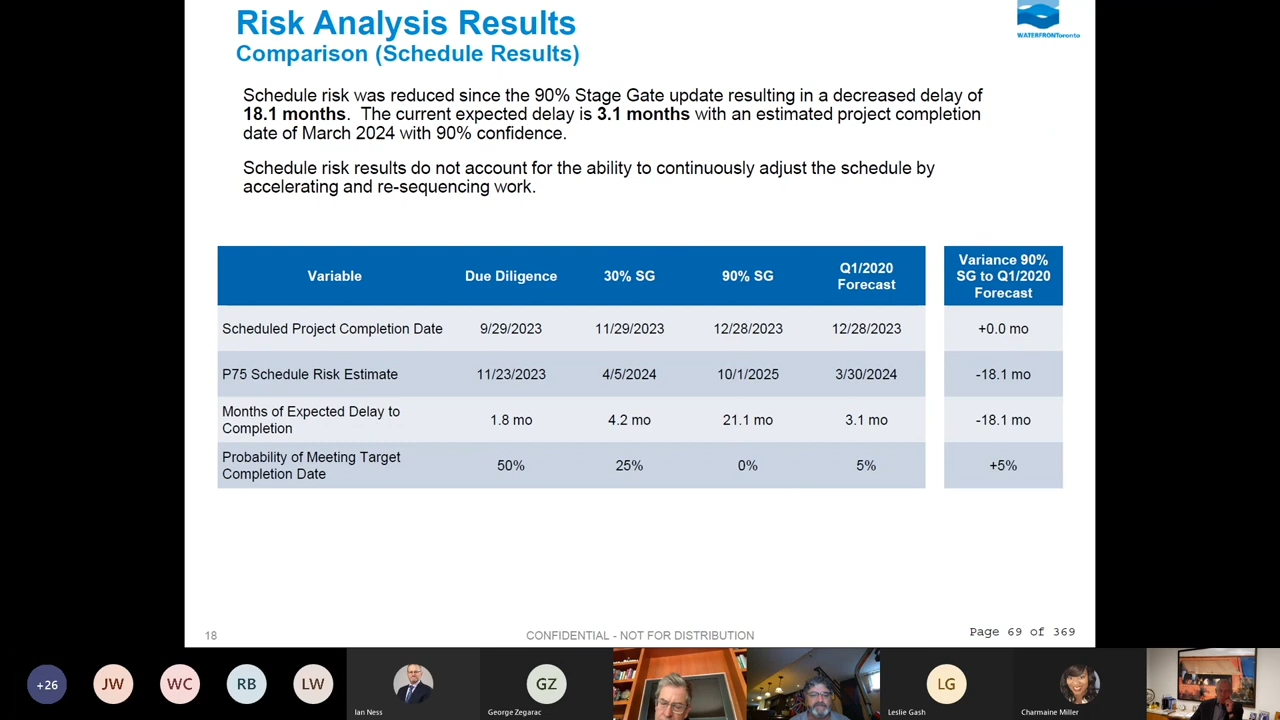 Risk Analysis Results
Comparison (Schedule Results)
WATERFRONToronto
Schedule risk was reduced since the 90% Stage Gate update resulting in a decreased delay of
18.1 months. The current expected delay is 3.1 months with an estimated project completion
date of March 2024 with 90% confidence.
Schedule risk results do not account for the ability to continuously adjust the schedule by
accelerating and re-sequencing work.
Variable Due Diligence 30% SG 90% SG Q1/2020 Forecast Variance 90% SG to Q1/2020 Forecast
Scheduled Project Completion Date 9/29/2023 11/29/2023 12/28/2023 12/28/2023 +0.0 mo
P75 Schedule Risk Estimate 11/23/2023 4/5/2024 10/1/2025 3/30/2024 -18.1 mo
Months of Expected Delay to Completion 1.8 mo 4.2 mo 21.1 mo 3.1 mo -18.1 mo
Probability of Meeting Target Completion Date 50% 25% 0% 5% +5%
18 CONFIDENTIAL - NOT FOR DISTRIBUTION Page 69 of 369
+26 JW WC RB LW GZ LG
Ian Ness George Zegarac Leslie Gash Charmaine Miller